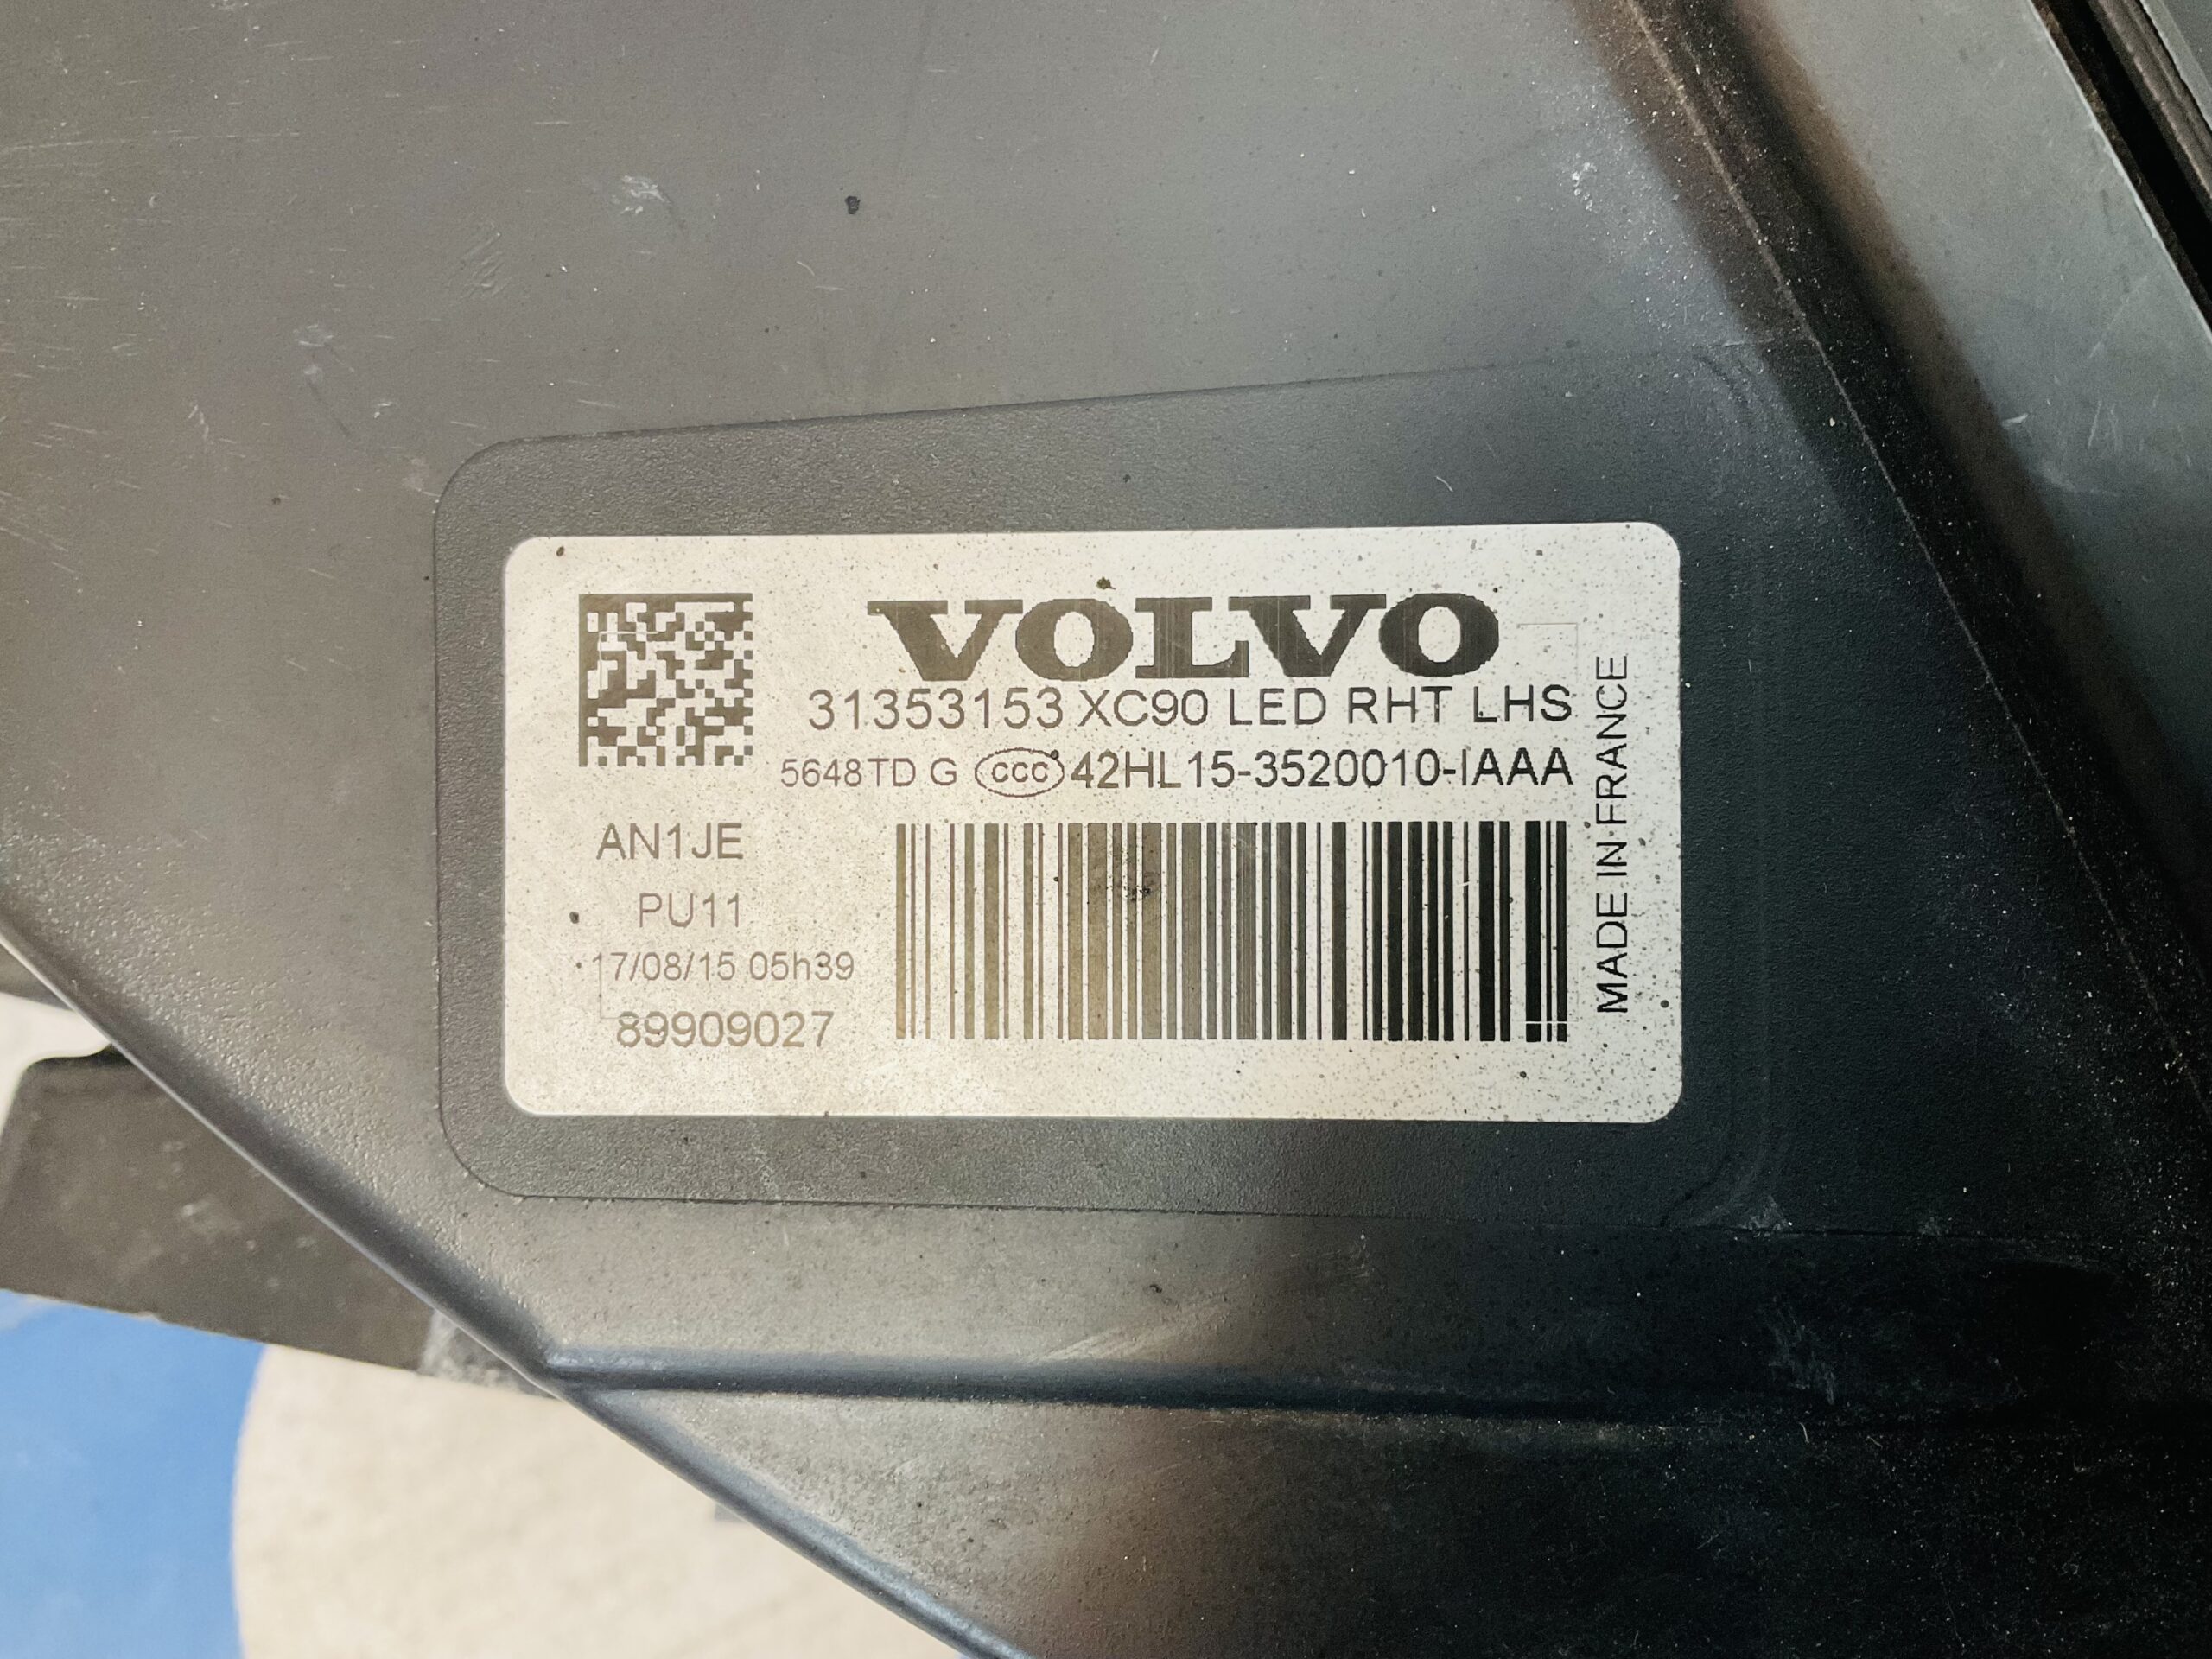 VOLVO
31353153 XC90 LED RHT LHS
5648TD G CCC 42HL15-3520010-IAAA
AN1JE
PU11
17/08/15 05h39
89909027
MADE IN FRANCE